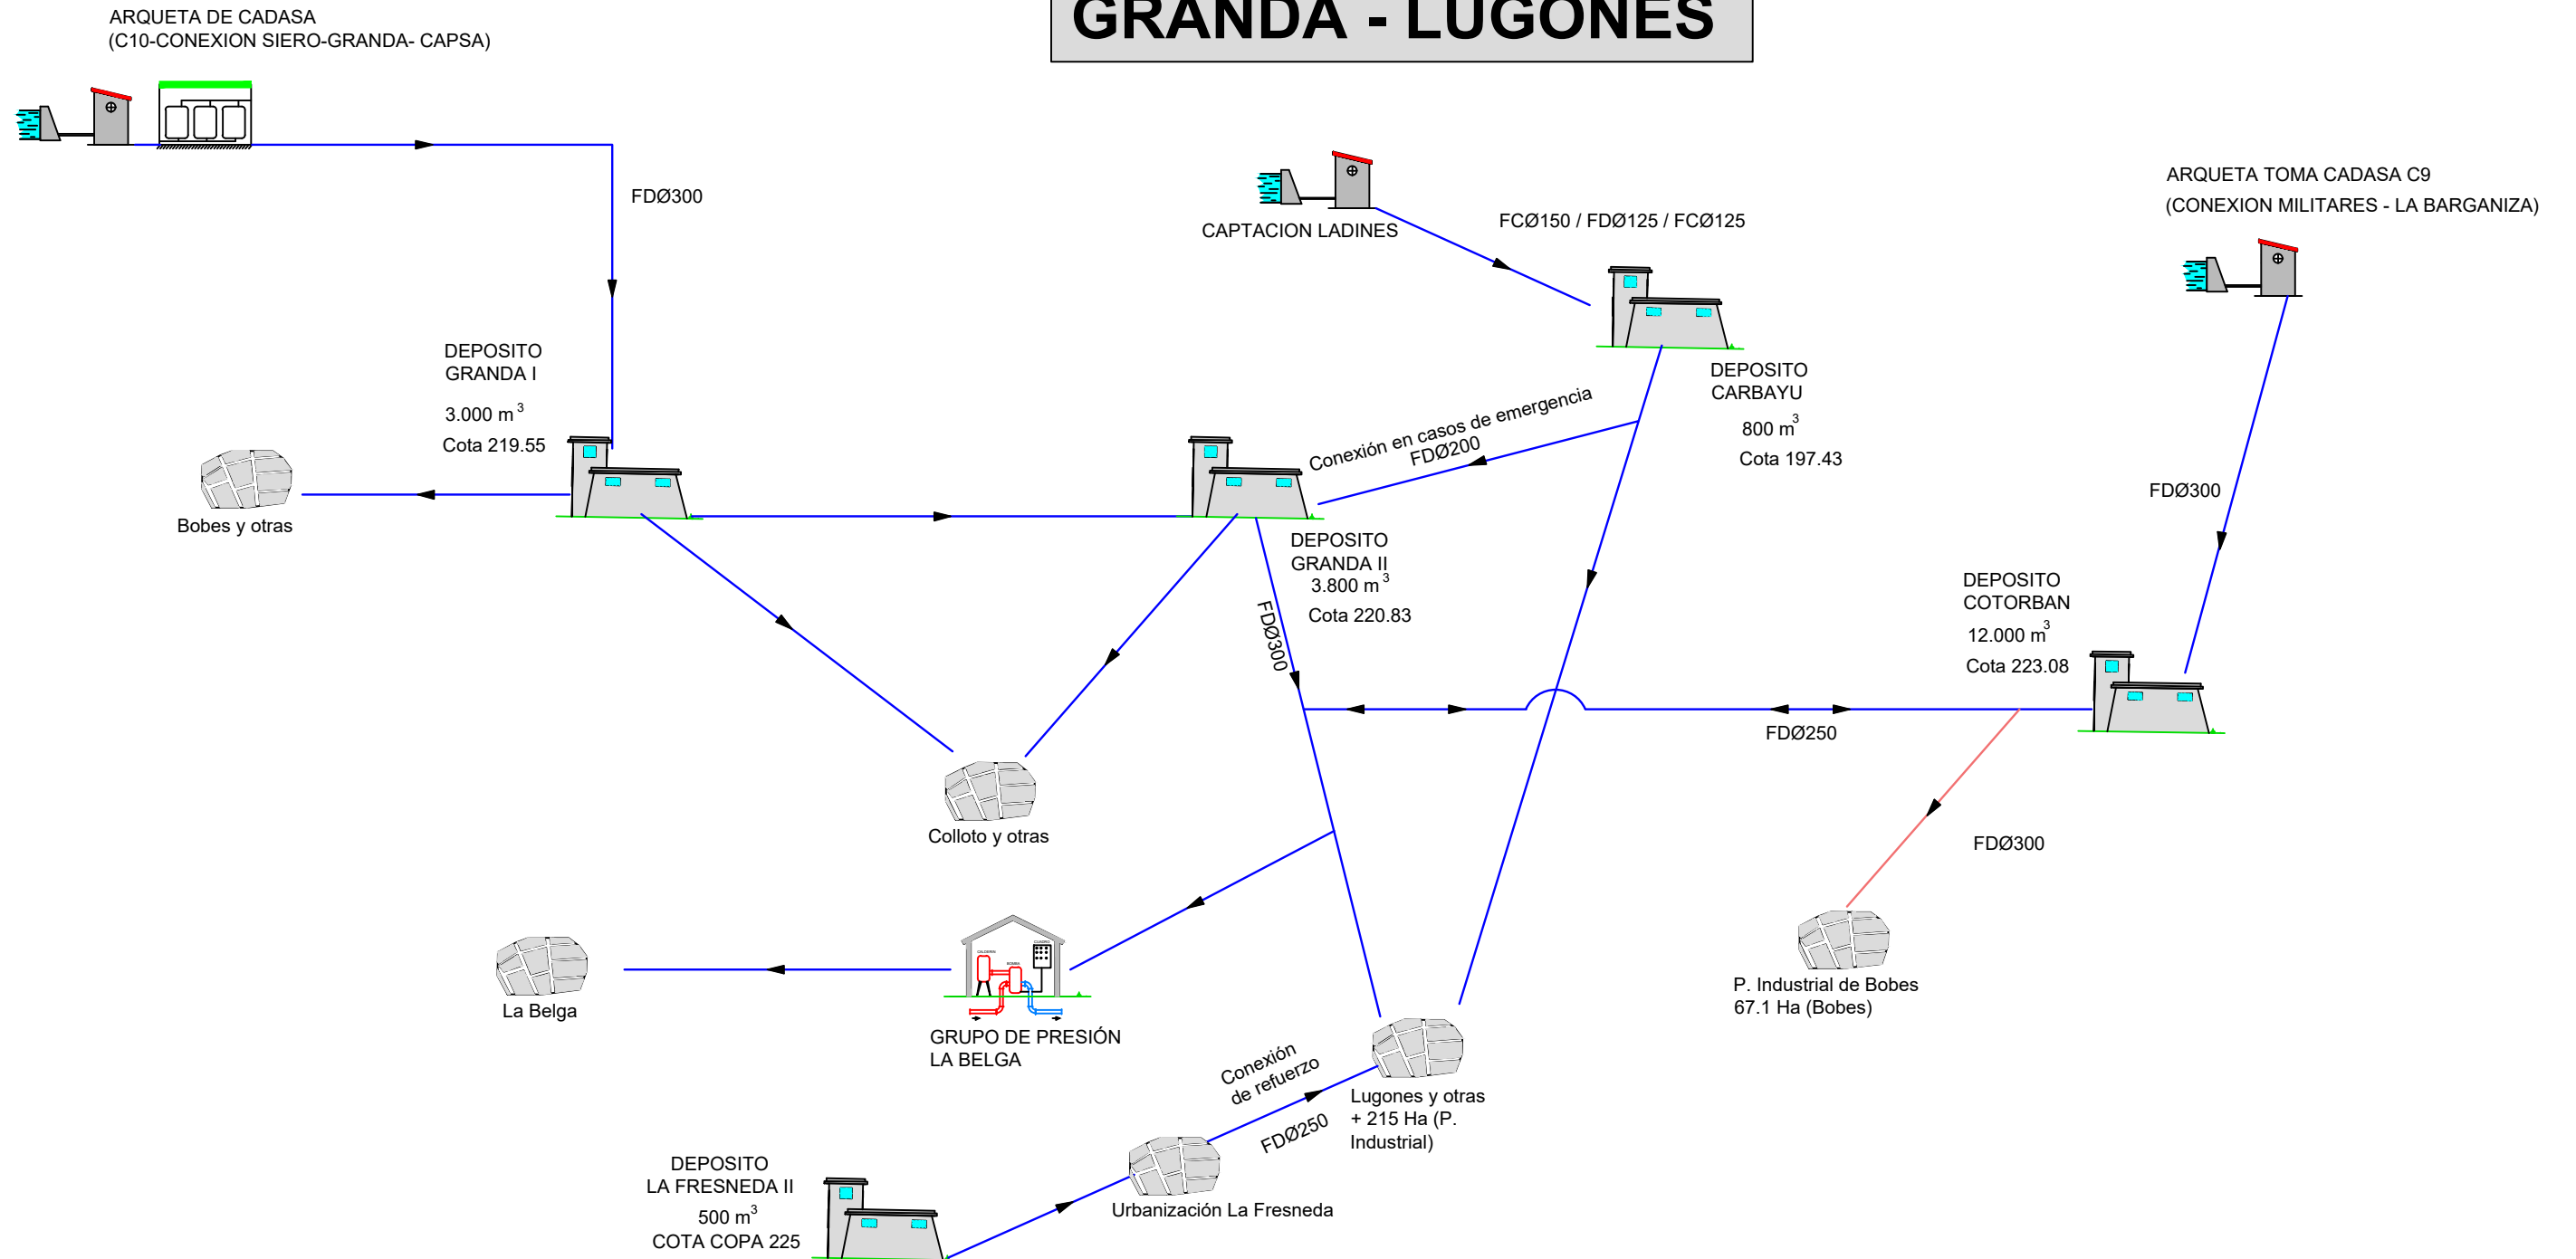 GRANDA - LUGONES
ARQUETA DE CADASA
(C10-CONEXION SIERO-GRANDA- CAPSA)
FDØ300
CAPTACION LADINES
FCØ150 / FDØ125 / FCØ125
ARQUETA TOMA CADASA C9
(CONEXION MILITARES - LA BARGANIZA)
DEPOSITO
GRANDA I
3.000 m3
Cota 219.55
Bobes y otras
Conexión en casos de emergencia
FDØ200
DEPOSITO
CARBAYU
800 m3
Cota 197.43
FDØ300
DEPOSITO
GRANDA II
3.800 m3
Cota 220.83
FDØ300
DEPOSITO
COTORBAN
12.000 m3
Cota 223.08
FDØ250
FDØ300
Colloto y otras
La Belga
CALDERIN
BOMBA
CUADRO
GRUPO DE PRESIÓN
LA BELGA
P. Industrial de Bobes
67.1 Ha (Bobes)
Conexión
de refuerzo
FDØ250
Lugones y otras
+ 215 Ha (P.
Industrial)
DEPOSITO
LA FRESNEDA II
500 m3
COTA COPA 225
Urbanización La Fresneda